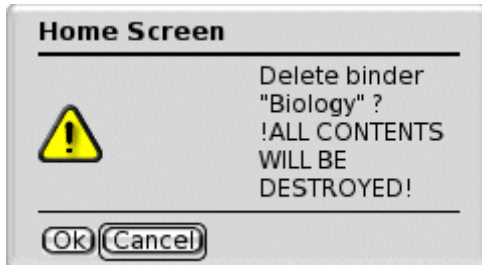 Home Screen
Delete binder
"Biology" ?
!ALL CONTENTS
WILL BE
DESTROYED!
Ok Cancel